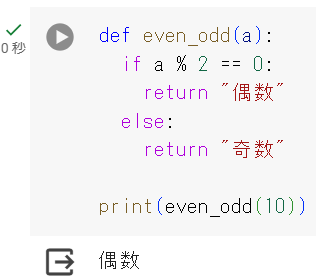 def even_odd(a):
  if a % 2 == 0:
    return "偶数"
  else:
    return "奇数"
print(even_odd(10))
0秒
偶数